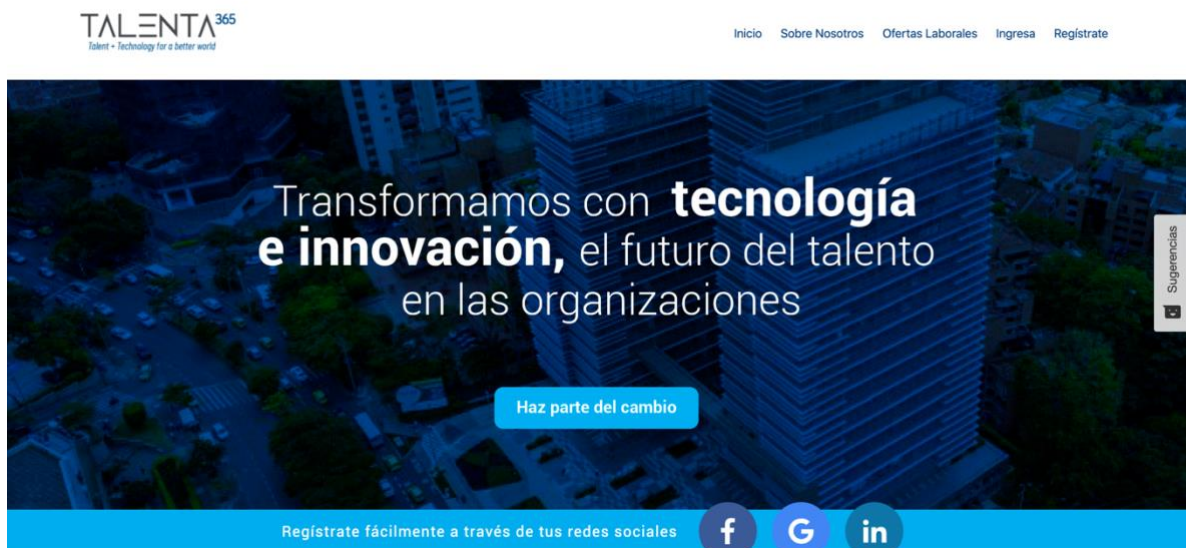 TALENTA365
Talent + Technology for a better world
Inicio Sobre Nosotros Ofertas Laborales Ingresa Regístrate
Transformamos con tecnología
e innovación, el futuro del talento
en las organizaciones
Haz parte del cambio
Sugerencias
Regístrate fácilmente a través de tus redes sociales
f G in